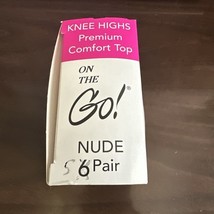 KNEE HIGHS
Premium
Comfort Top
ON
THE
Go!®
NUDE
6 Pair